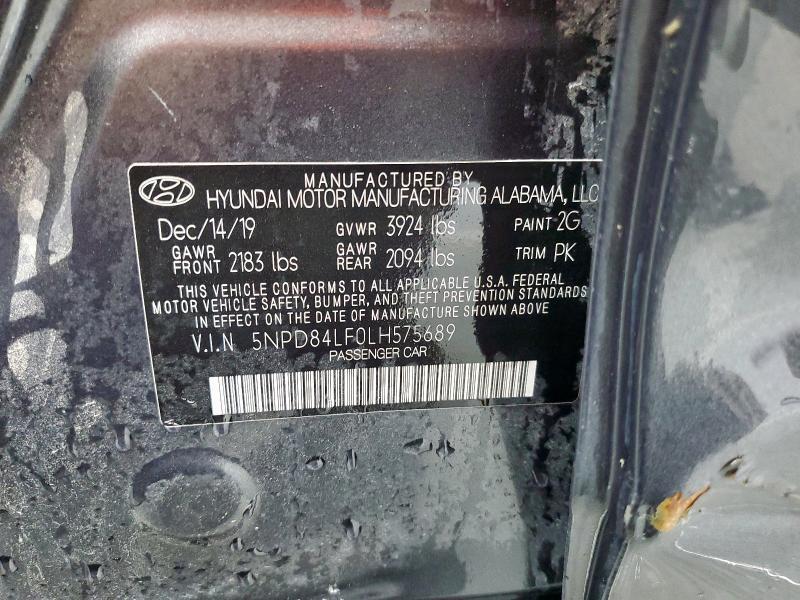 MANUFACTURED BY
HYUNDAI MOTOR MANUFACTURING ALABAMA, LLC
Dec/14/19 GVWR 3924 lbs PAINT 2G
GAWR FRONT 2183 lbs GAWR REAR 2094 lbs TRIM PK
THIS VEHICLE CONFORMS TO ALL APPLICABLE U.S.A. FEDERAL
MOTOR VEHICLE SAFETY, BUMPER, AND THEFT PREVENTION STANDARDS
IN EFFECT ON THE DATE OF MANUFACTURE SHOWN ABOVE.
V.I.N 5NPD84LF0LH575689
PASSENGER CAR